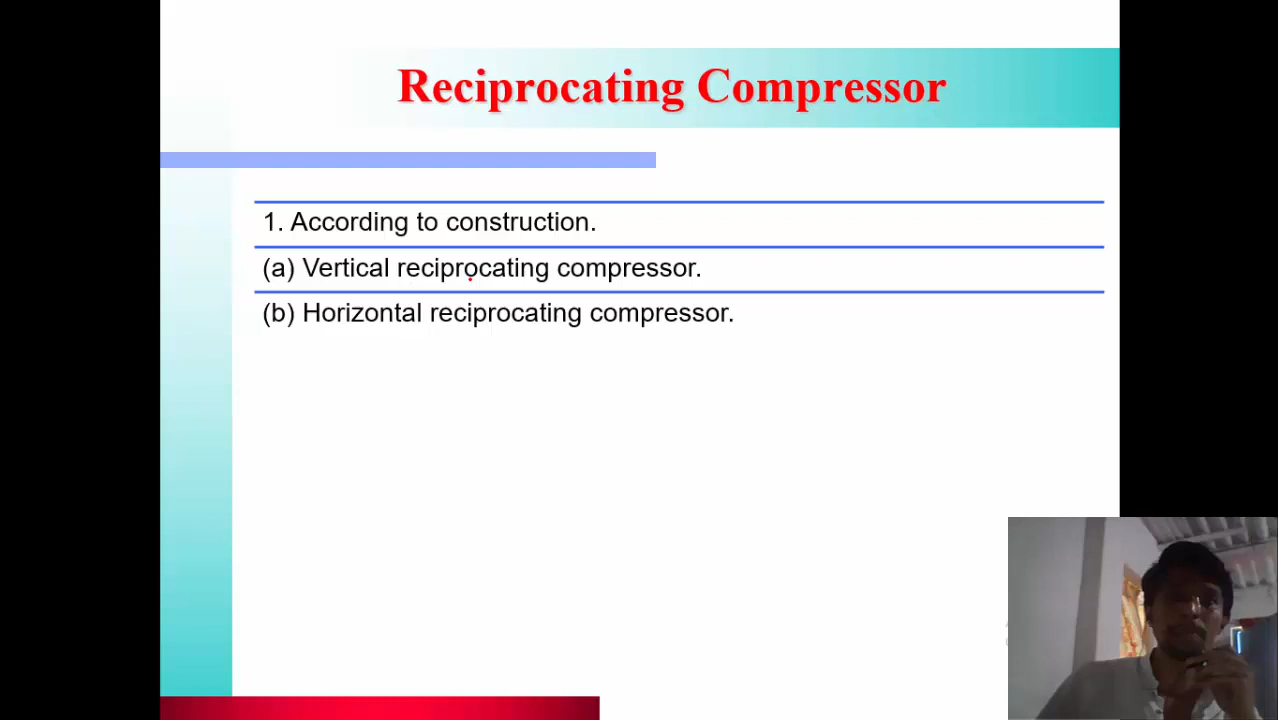 Reciprocating Compressor
1. According to construction.
(a) Vertical reciprocating compressor.
(b) Horizontal reciprocating compressor.